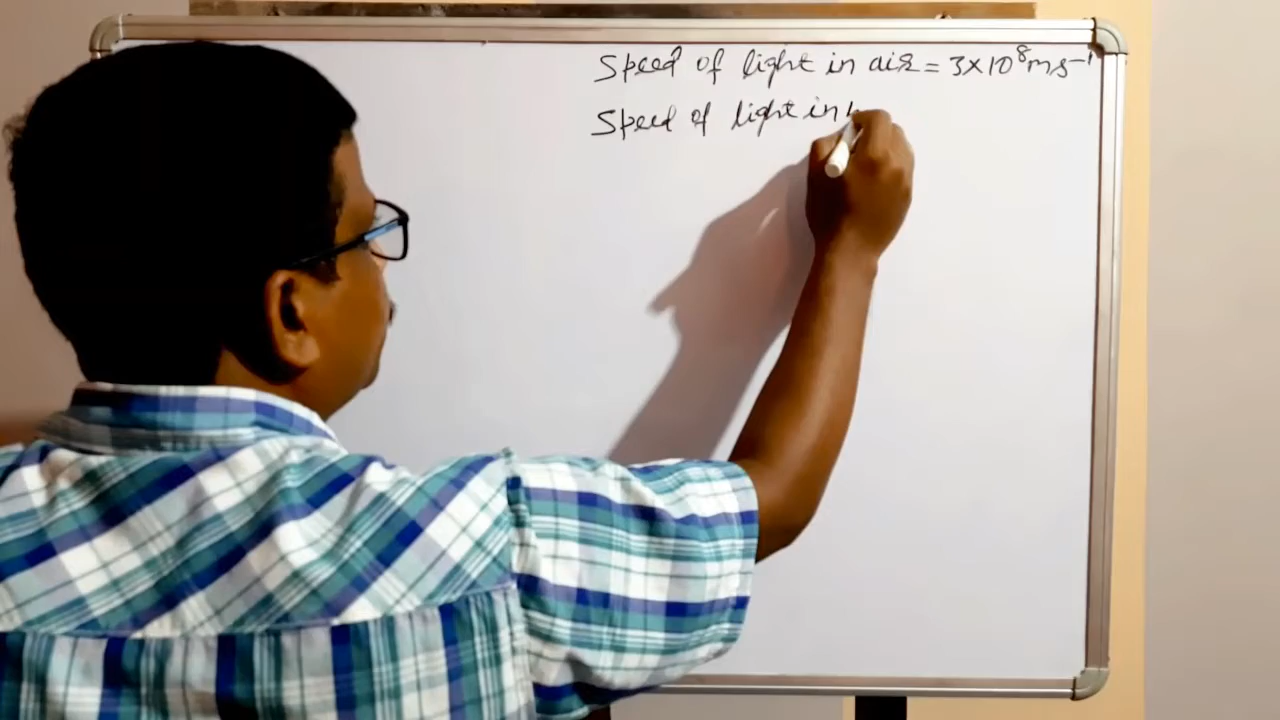 Speed of light in air = 3×10⁸ms⁻¹
Speed of light in